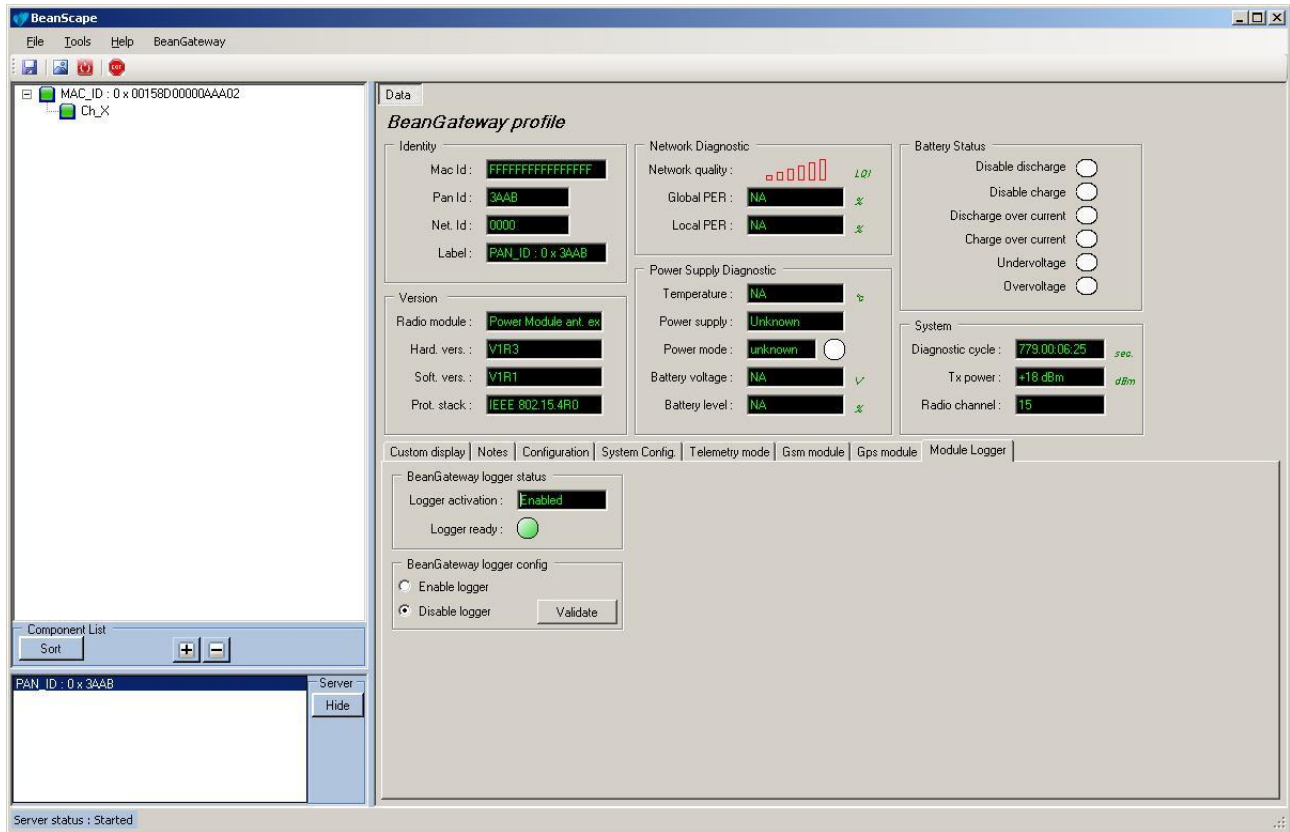 BeanScape
File Tools Help BeanGateway
EXIT
MAC_ID : 0 x 00158D00000AAA02
Ch_X
Component List
Sort
PAN_ID : 0 x 3AAB
Server
Hide
Data
BeanGateway profile
Identity
Mac Id : FFFFFFFFFFFFFFFF
Pan Id : 3AAB
Net. Id : 0000
Label : PAN_ID : 0 x 3AAB
Version
Radio module : Power Module ant. ex
Hard. vers. : V1R3
Soft. vers. : V1R1
Prot. stack : IEEE 802.15.4R0
Network Diagnostic
Network quality : LQI
Global PER : NA %
Local PER : NA %
Power Supply Diagnostic
Temperature : NA °c
Power supply : Unknown
Power mode : unknown
Battery voltage : NA V
Battery level : NA %
Battery Status
Disable discharge
Disable charge
Discharge over current
Charge over current
Undervoltage
Overvoltage
System
Diagnostic cycle : 779.00:06:25 sec.
Tx power : +18 dBm dBm
Radio channel : 15
Custom display Notes Configuration System Config. Telemetry mode Gsm module Gps module Module Logger
BeanGateway logger status
Logger activation : Enabled
Logger ready :
BeanGateway logger config
Enable logger
Disable logger Validate
Server status : Started